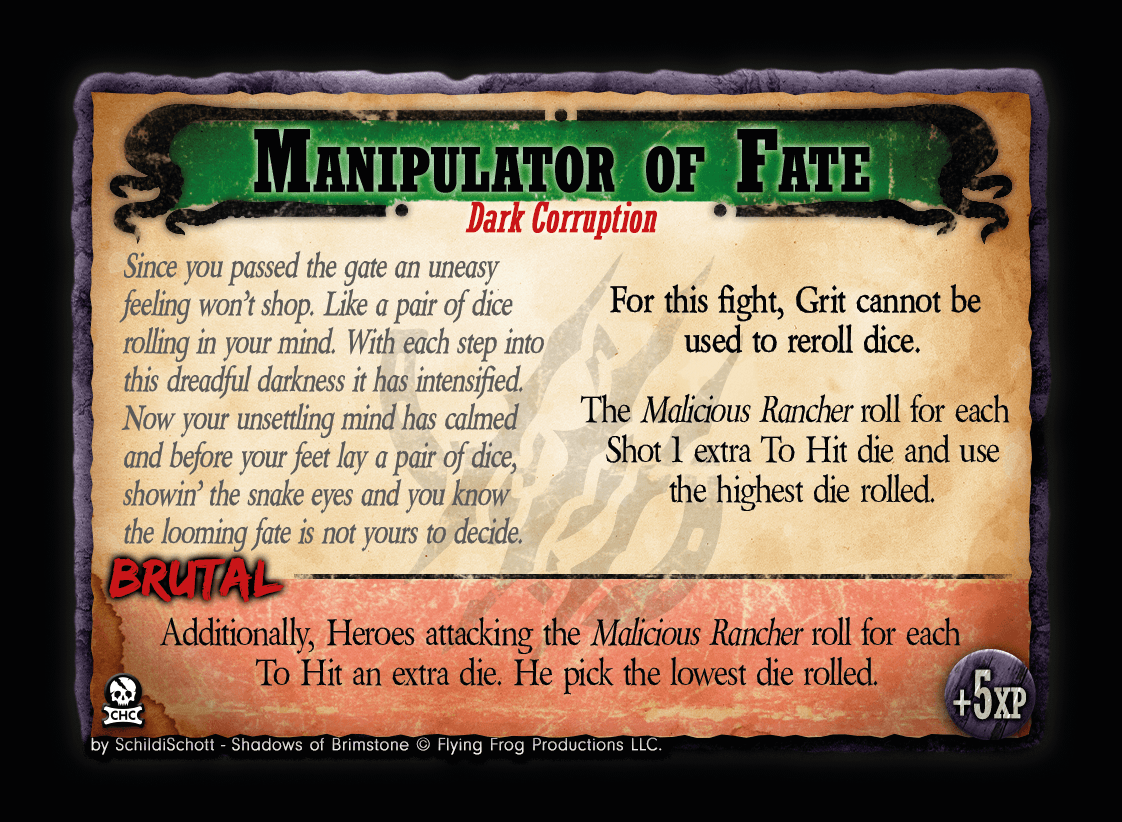 Manipulator of Fate
Dark Corruption
Since you passed the gate an uneasy
feeling won't shop. Like a pair of dice
rolling in your mind. With each step into
this dreadful darkness it has intensified.
Now your unsettling mind has calmed
and before your feet lay a pair of dice,
showin' the snake eyes and you know
the looming fate is not yours to decide.
For this fight, Grit cannot be
used to reroll dice.
The Malicious Rancher roll for each
Shot 1 extra To Hit die and use
the highest die rolled.
BRUTAL
Additionally, Heroes attacking the Malicious Rancher roll for each
To Hit an extra die. He pick the lowest die rolled.
CHC
+5XP
by SchildiSchott - Shadows of Brimstone © Flying Frog Productions LLC.